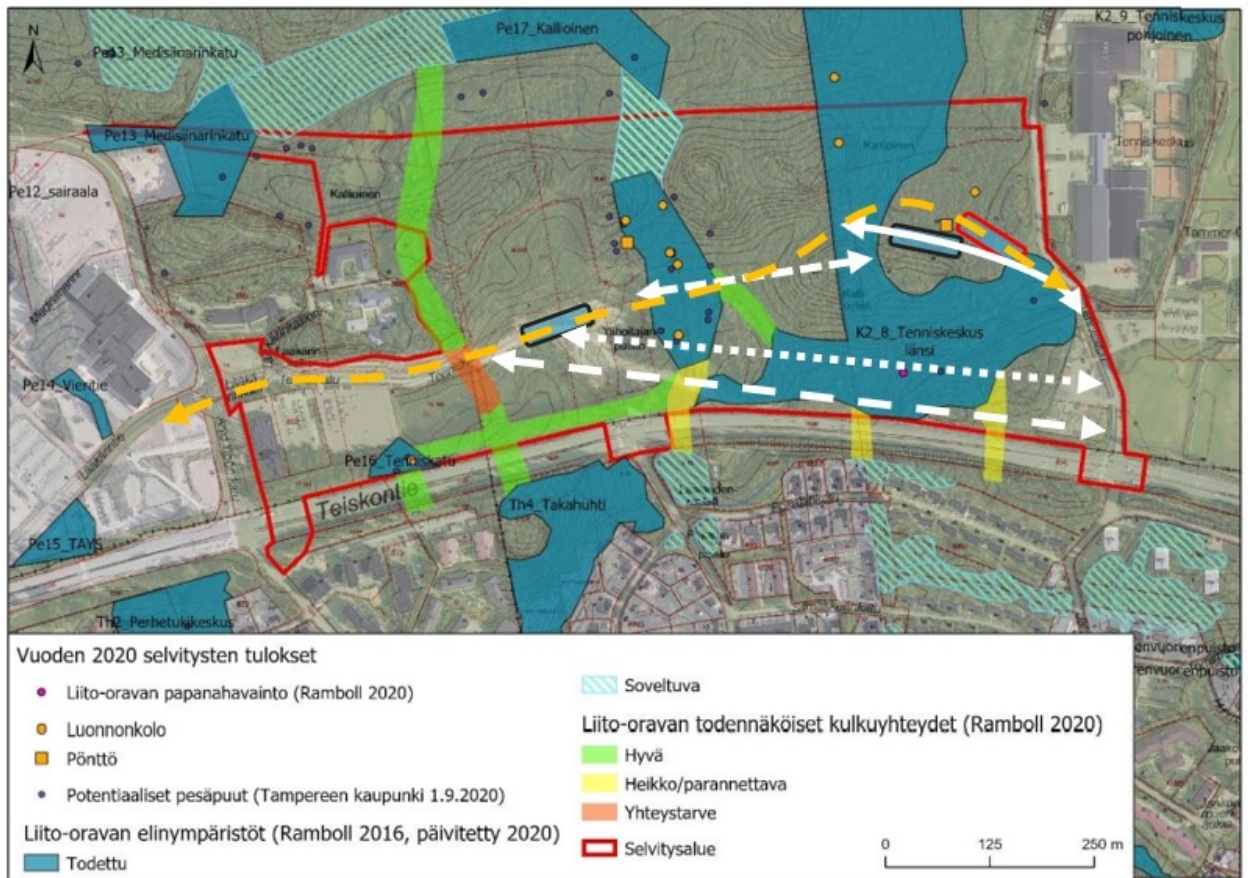 N
Pe13_Medisiinarinkatu
Pe17_Kallioinen
K2_9_Tenniskeskus
pohjoinen
Pe13_Medisiinarinkatu
Kallioinen
Tenniskeskus
Pe12_sairaala
Kallioinen
K2_8_Tenniskeskus
länsi
Pe14_Vieritie
Pe16_Tenniskatu
Teiskontie
Th4_Takahuhti
Pe15_TAYS
Th2_Perhetukikeskus
Vuoden 2020 selvitysten tulokset
Liito-oravan papanahavainto (Ramboll 2020)
Luonnonkolo
Pönttö
Potentiaaliset pesäpuut (Tampereen kaupunki 1.9.2020)
Liito-oravan elinympäristöt (Ramboll 2016, päivitetty 2020)
Todettu
Soveltuva
Liito-oravan todennäköiset kulkuyhteydet (Ramboll 2020)
Hyvä
Heikko/parannettava
Yhteystarve
Selvitysalue
0 125 250 m